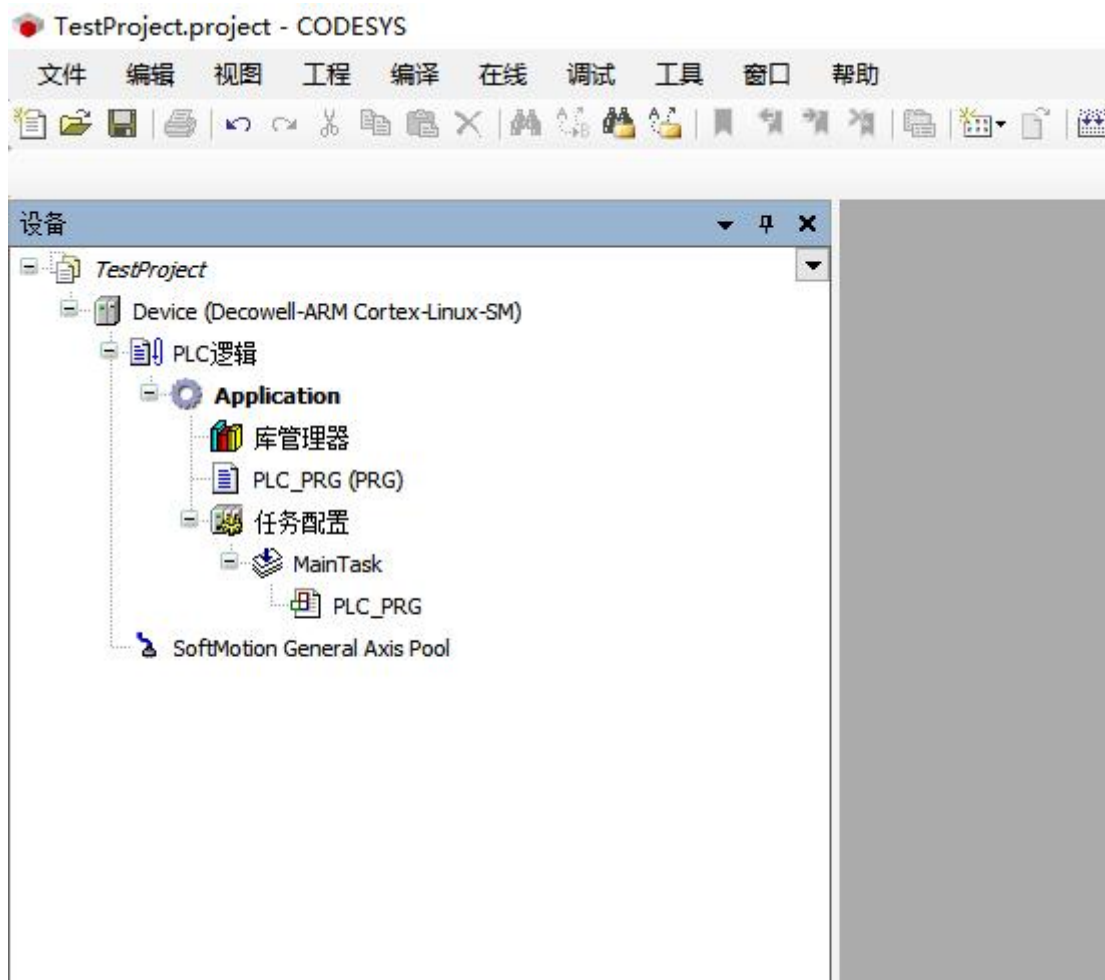 TestProject.project - CODESYS
文件 编辑 视图 工程 编译 在线 调试 工具 窗口 帮助
设备
TestProject
Device (Decowell-ARM Cortex-Linux-SM)
PLC逻辑
Application
库管理器
PLC_PRG (PRG)
任务配置
MainTask
PLC_PRG
SoftMotion General Axis Pool